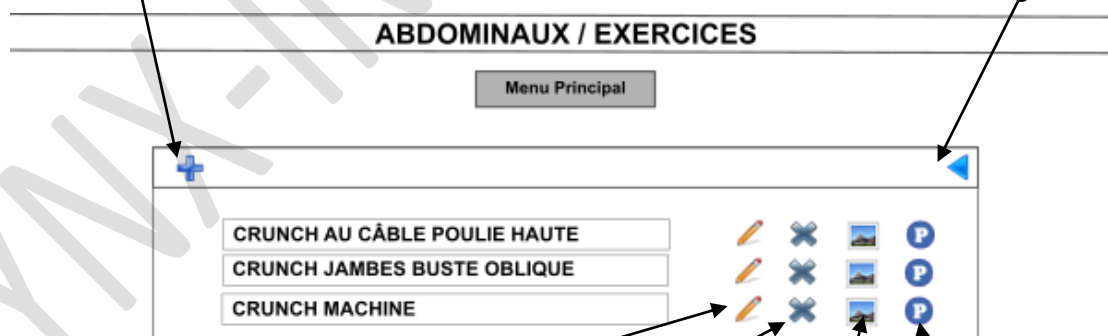 ABDOMINAUX / EXERCICES
Menu Principal
CRUNCH AU CÂBLE POULIE HAUTE
P
CRUNCH JAMBES BUSTE OBLIQUE
P
CRUNCH MACHINE
P